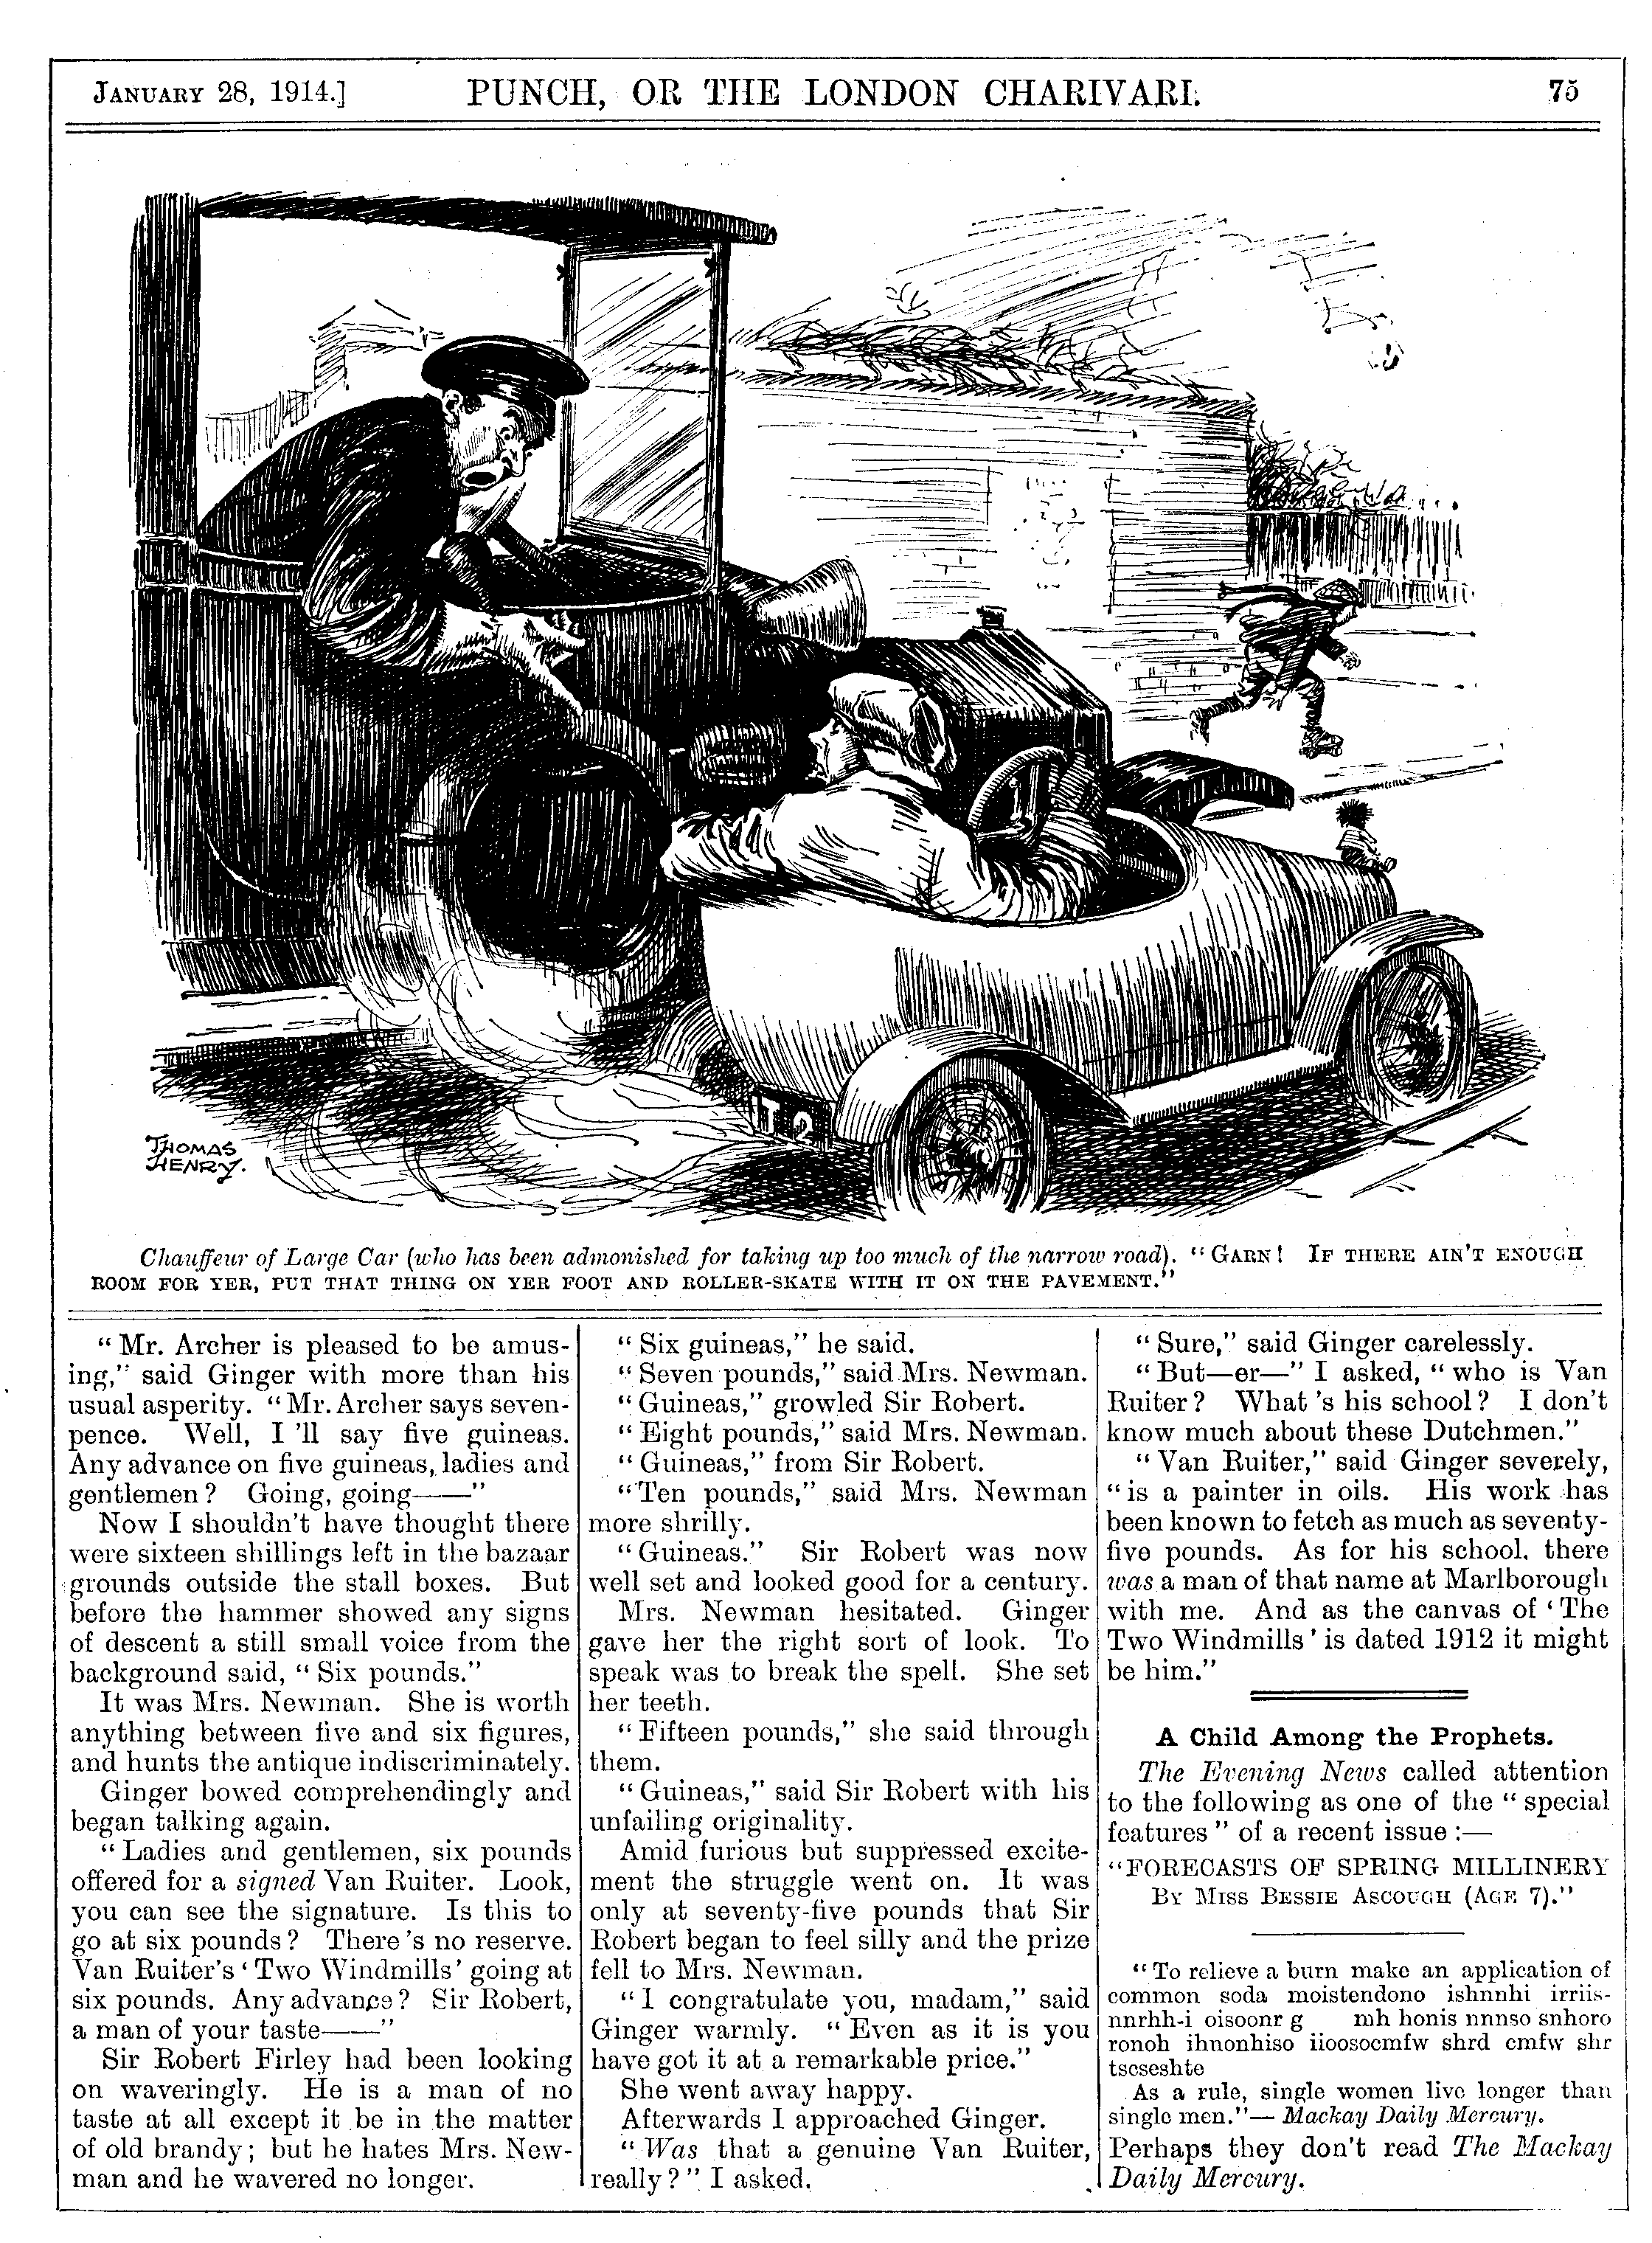 JANUARY 28, 1914.] PUNCH, OR THE LONDON CHARIVARI. 75
T 2
THOMAS
HENRY.
Chauffeur of Large Car (who has been admonished for taking up too much of the narrow road). "GARN! IF THERE AIN'T ENOUGH
ROOM FOR YER, PUT THAT THING ON YER FOOT AND ROLLER-SKATE WITH IT ON THE PAVEMENT."
"Mr. Archer is pleased to be amus-
ing," said Ginger with more than his
usual asperity. "Mr. Archer says seven-
pence. Well, I'll say five guineas.
Any advance on five guineas, ladies and
gentlemen? Going, going——"
Now I shouldn't have thought there
were sixteen shillings left in the bazaar
grounds outside the stall boxes. But
before the hammer showed any signs
of descent a still small voice from the
background said, "Six pounds."
It was Mrs. Newman. She is worth
anything between five and six figures,
and hunts the antique indiscriminately.
Ginger bowed comprehendingly and
began talking again.
"Ladies and gentlemen, six pounds
offered for a signed Van Ruiter. Look,
you can see the signature. Is this to
go at six pounds? There's no reserve.
Van Ruiter's 'Two Windmills' going at
six pounds. Any advance? Sir Robert,
a man of your taste——"
Sir Robert Firley had been looking
on waveringly. He is a man of no
taste at all except it be in the matter
of old brandy; but he hates Mrs. New-
man and he wavered no longer.
"Six guineas," he said.
"Seven pounds," said Mrs. Newman.
"Guineas," growled Sir Robert.
"Eight pounds," said Mrs. Newman.
"Guineas," from Sir Robert.
"Ten pounds," said Mrs. Newman
more shrilly.
"Guineas." Sir Robert was now
well set and looked good for a century.
Mrs. Newman hesitated. Ginger
gave her the right sort of look. To
speak was to break the spell. She set
her teeth.
"Fifteen pounds," she said through
them.
"Guineas," said Sir Robert with his
unfailing originality.
Amid furious but suppressed excite-
ment the struggle went on. It was
only at seventy-five pounds that Sir
Robert began to feel silly and the prize
fell to Mrs. Newman.
"I congratulate you, madam," said
Ginger warmly. "Even as it is you
have got it at a remarkable price."
She went away happy.
Afterwards I approached Ginger.
"Was that a genuine Van Ruiter,
really?" I asked.
"Sure," said Ginger carelessly.
"But—er—" I asked, "who is Van
Ruiter? What's his school? I don't
know much about these Dutchmen."
"Van Ruiter," said Ginger severely,
"is a painter in oils. His work has
been known to fetch as much as seventy-
five pounds. As for his school, there
was a man of that name at Marlborough
with me. And as the canvas of 'The
Two Windmills' is dated 1912 it might
be him."
A Child Among the Prophets.
The Evening News called attention
to the following as one of the "special
features" of a recent issue:—
"FORECASTS OF SPRING MILLINERY
BY MISS BESSIE ASCOUGH (AGE 7)."
"To relieve a burn make an application of
common soda moistendono ishnnhi irriis-
nnrhh-i oisoonr g mh honis nnnso snhoro
ronoh ihnonhiso iioosocmfw shrd cmfw shr
tscseshte
As a rule, single women live longer than
single men."—Mackay Daily Mercury.
Perhaps they don't read The Mackay
Daily Mercury.